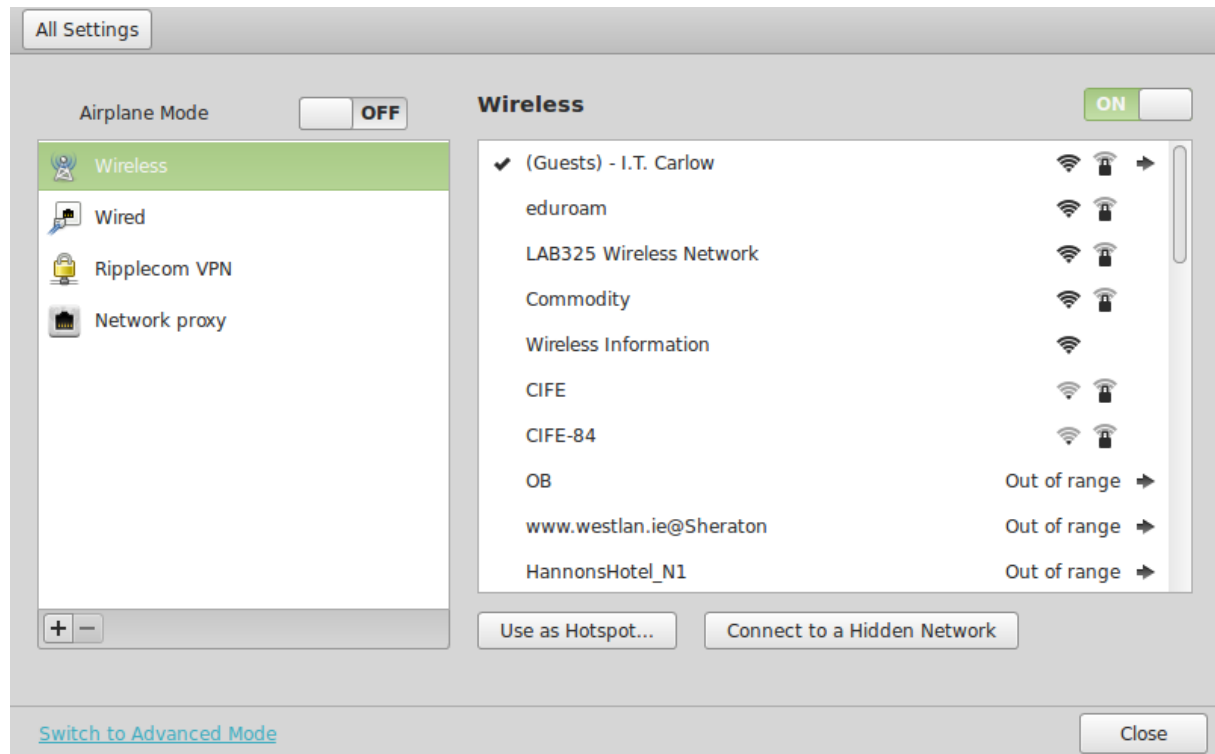 All Settings
Airplane Mode OFF
Wireless
Wired
Ripplecom VPN
Network proxy
+ −
Wireless ON
(Guests) - I.T. Carlow
eduroam
LAB325 Wireless Network
Commodity
Wireless Information
CIFE
CIFE-84
OB Out of range
www.westlan.ie@Sheraton Out of range
HannonsHotel_N1 Out of range
Use as Hotspot... Connect to a Hidden Network
Switch to Advanced Mode Close